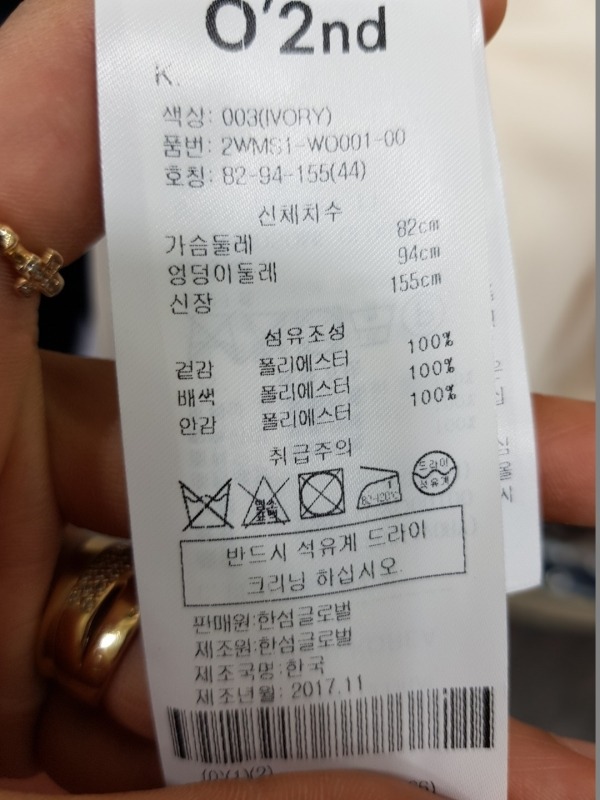 O'2nd
K.
색상: 003(IVORY)
품번: 2WMS1-WO001-00
호칭: 82-94-155(44)
신체치수
가슴둘레 82cm
엉덩이둘레 94cm
신장 155cm
섬유조성
겉감 폴리에스터 100%
배색 폴리에스터 100%
안감 폴리에스터 100%
취급주의
염소 표백
82-120℃
드라이
석유계
반드시 석유계 드라이
크리닝 하십시오.
판매원:한섬글로벌
제조원:한섬글로벌
제조국명:한국
제조년월: 2017.11